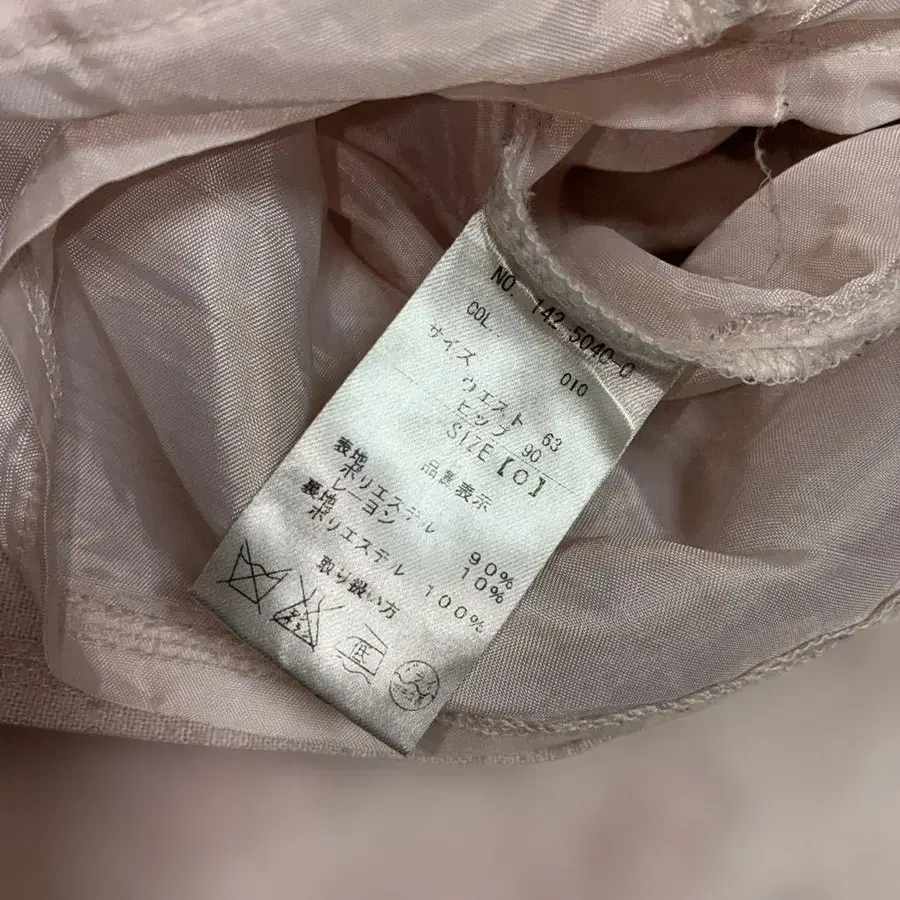 NO. 142-5040-0
COL. 010
サイズ
ウエスト 63
ヒップ 90
SIZE【0】
品質表示
表地
ポリエステル 90%
レーヨン 10%
裏地
ポリエステル 100%
取り扱い方
低